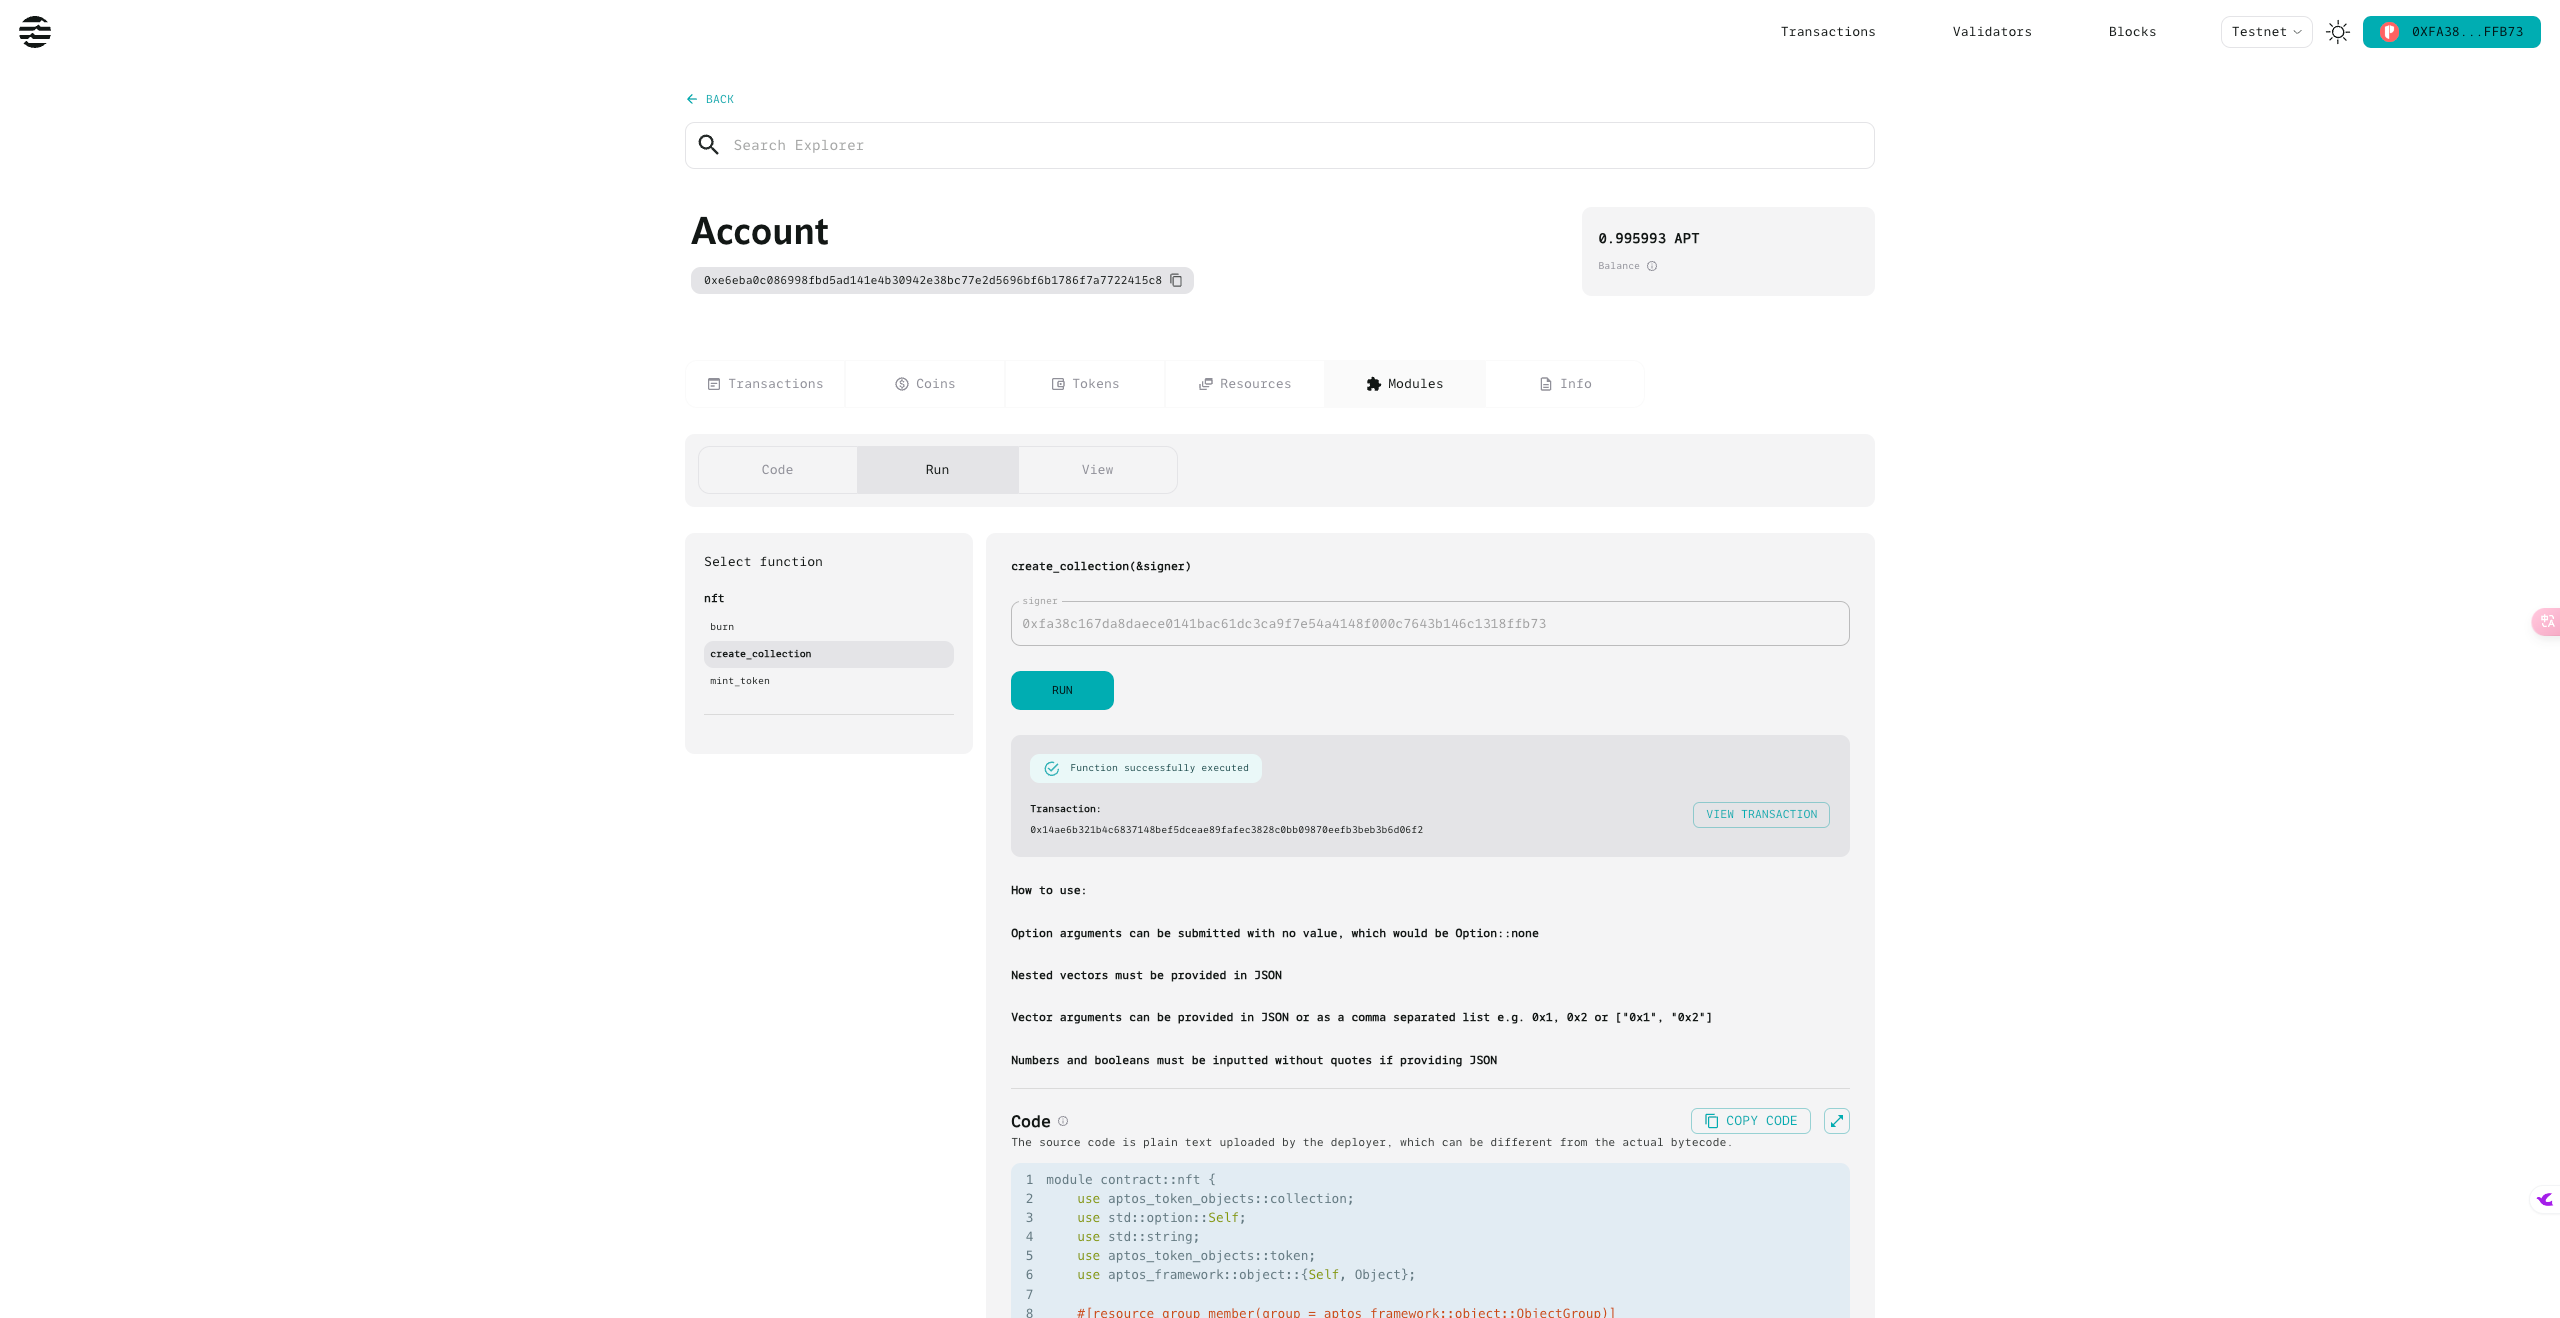 Transactions
Validators
Blocks
Testnet
0XFA38...FFB73
BACK
Search Explorer
Account
0xe6eba0c086998fbd5ad141e4b30942e38bc77e2d5696bf6b1786f7a7722415c8
0.995993 APT
Balance
Transactions
Coins
Tokens
Resources
Modules
Info
Code
Run
View
Select function
nft
burn
create_collection
mint_token
create_collection(&signer)
signer
0xfa38c167da8daece0141bac61dc3ca9f7e54a4148f000c7643b146c1318ffb73
RUN
Function successfully executed
Transaction:
0x14ae6b321b4c6837148bef5dceae89fafec3828c0bb09870eefb3beb3b6d06f2
VIEW TRANSACTION
How to use:
Option arguments can be submitted with no value, which would be Option::none
Nested vectors must be provided in JSON
Vector arguments can be provided in JSON or as a comma separated list e.g. 0x1, 0x2 or ["0x1", "0x2"]
Numbers and booleans must be inputted without quotes if providing JSON
Code
COPY CODE
The source code is plain text uploaded by the deployer, which can be different from the actual bytecode.
1 module contract::nft {
2 use aptos_token_objects::collection;
3 use std::option::Self;
4 use std::string;
5 use aptos_token_objects::token;
6 use aptos_framework::object::{Self, Object};
7
8 #[resource_group_member(group = aptos_framework::object::ObjectGroup)]